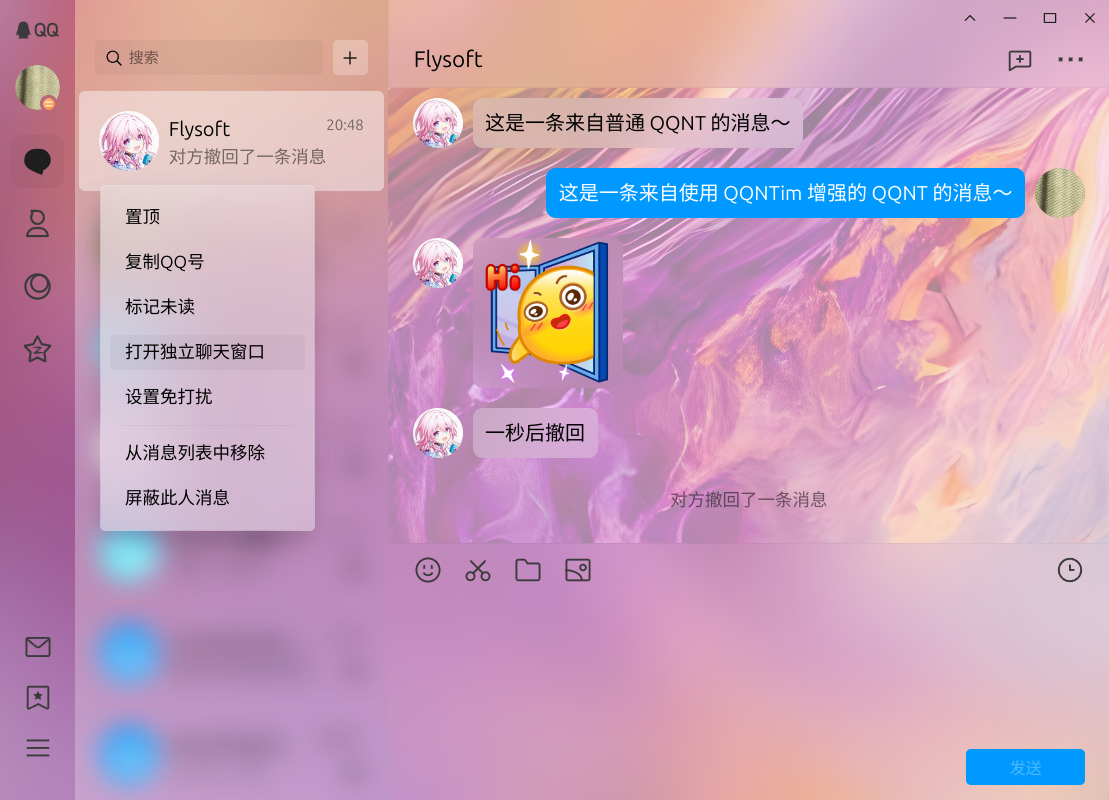 QQ
搜索
Flysoft
20:48
对方撤回了一条消息
置顶
复制QQ号
标记未读
打开独立聊天窗口
设置免打扰
从消息列表中移除
屏蔽此人消息
Flysoft
这是一条来自普通 QQNT 的消息～
这是一条来自使用 QQNTim 增强的 QQNT 的消息～
Hi
一秒后撤回
对方撤回了一条消息
发送